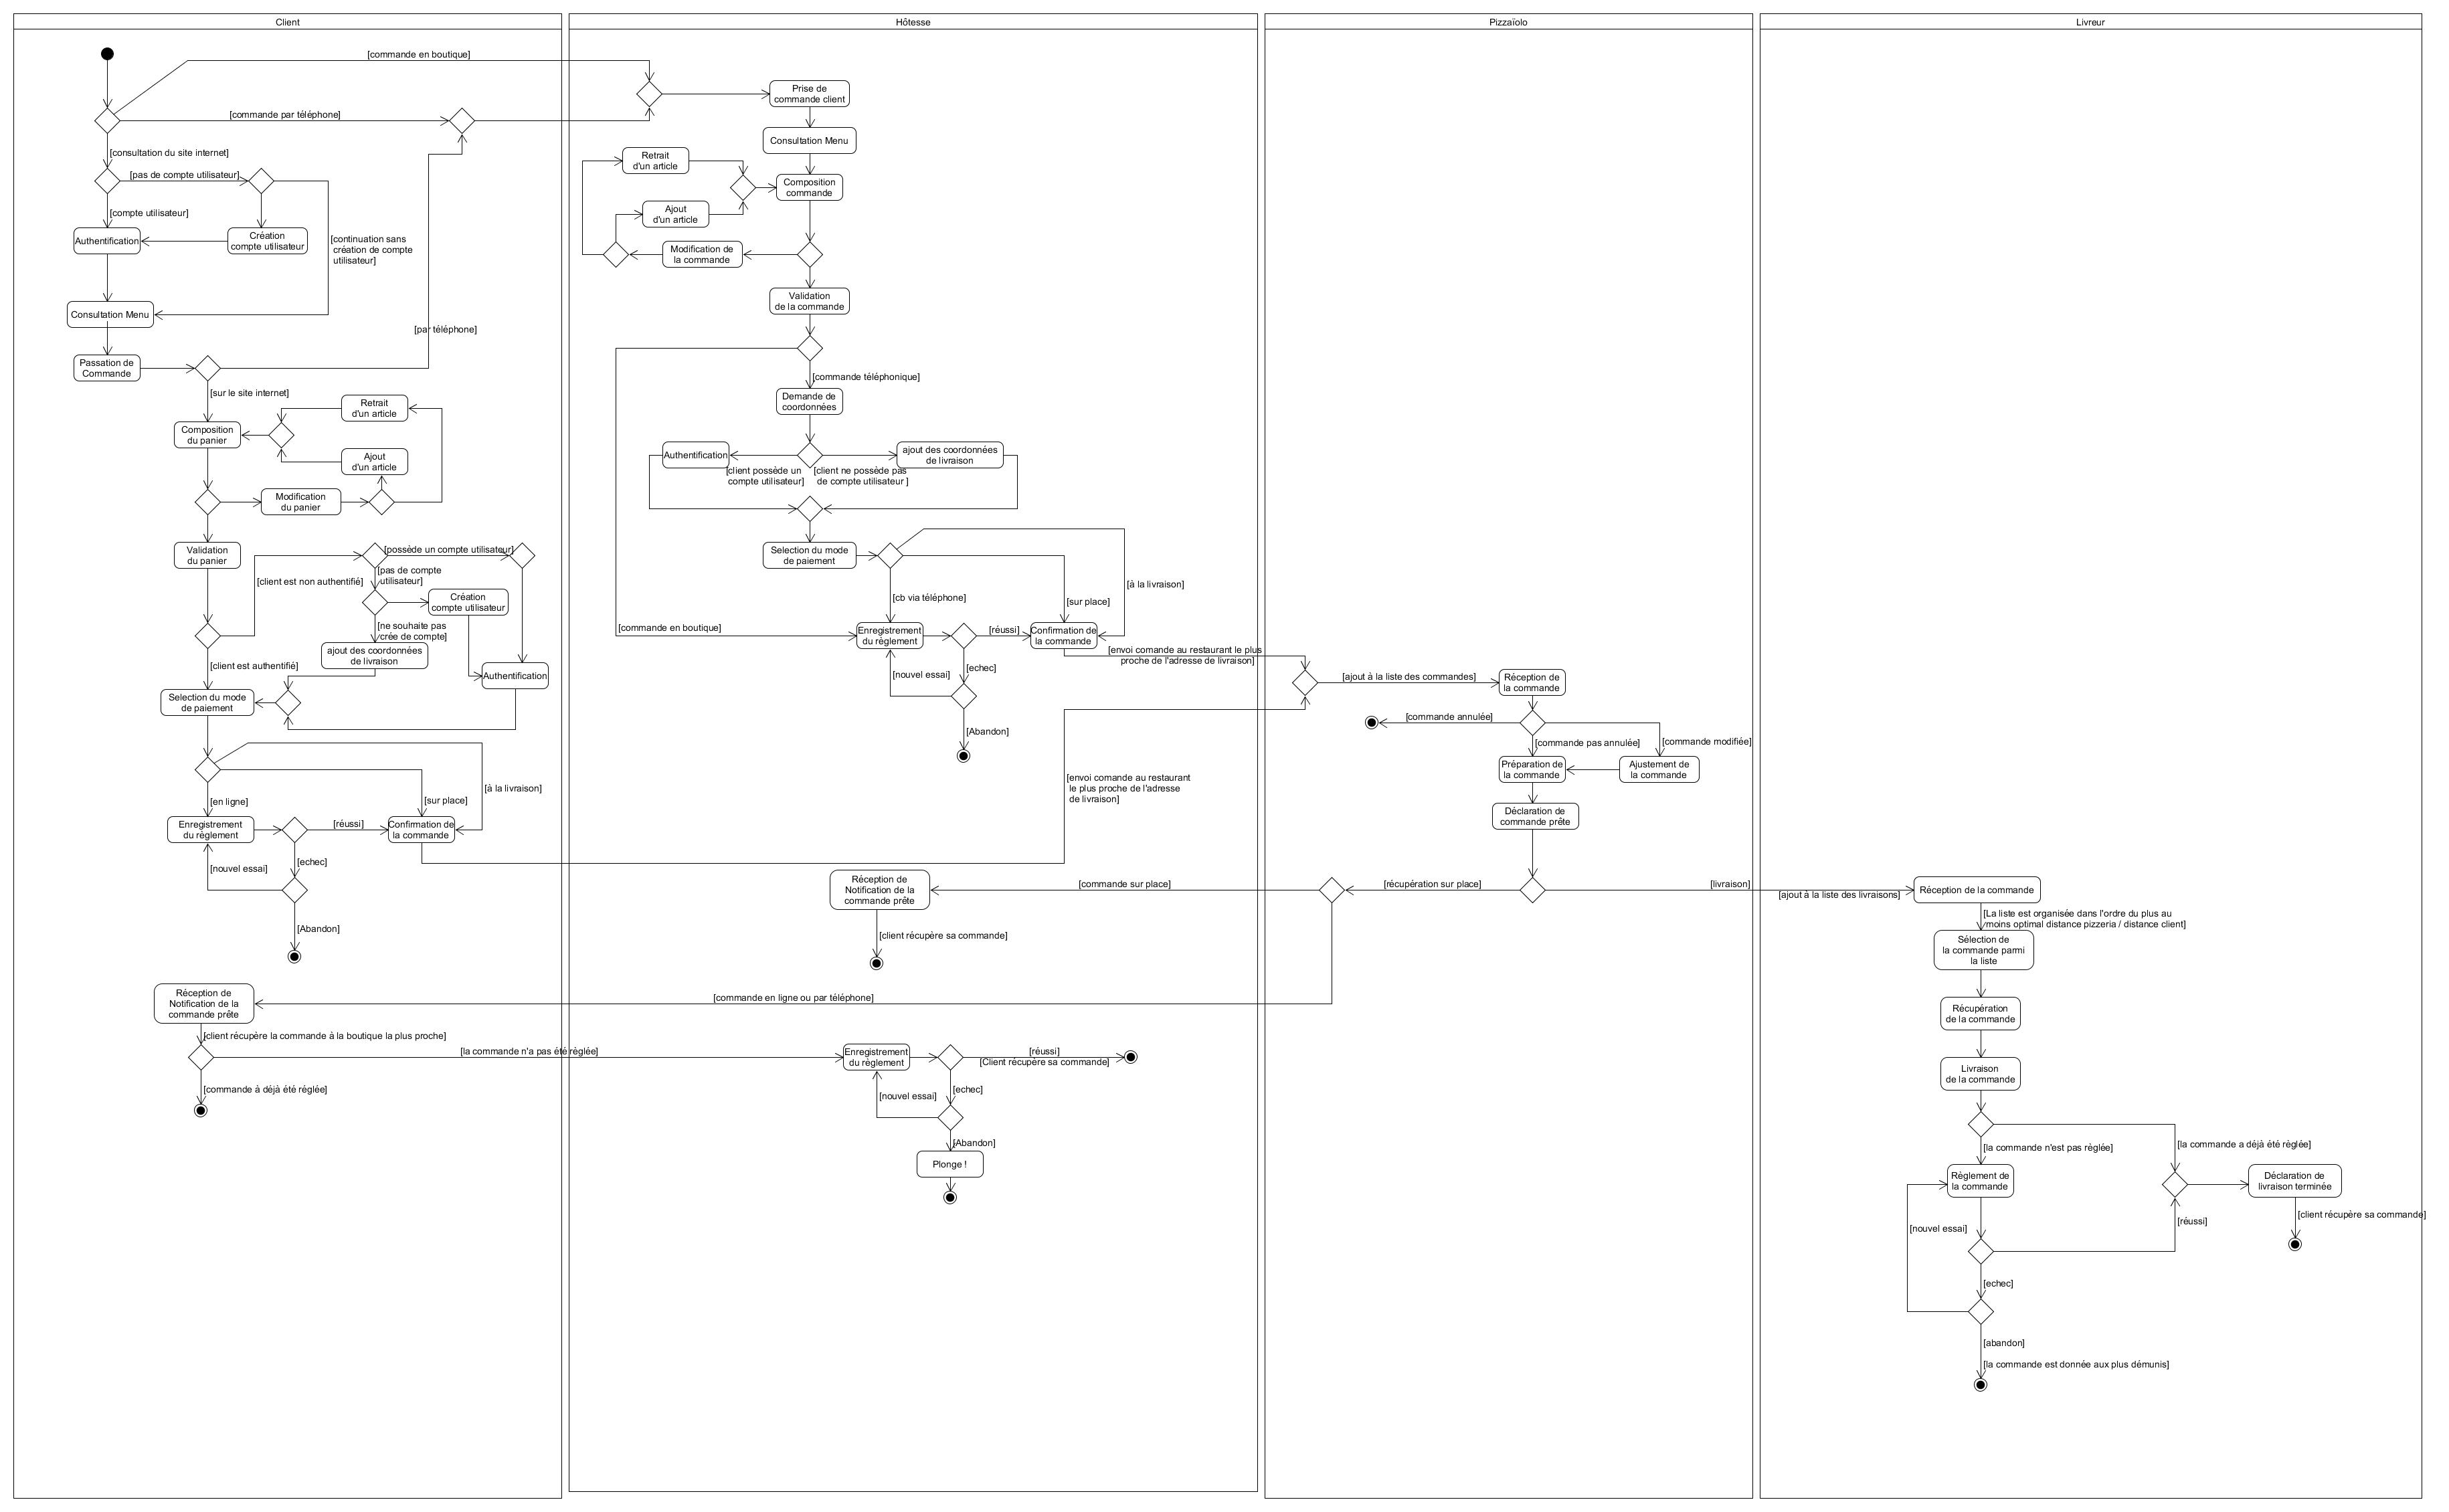 Client
Hôtesse
Pizzaïolo
Livreur
[commande en boutique]
[commande par téléphone]
[consultation du site internet]
[pas de compte utilisateur]
[compte utilisateur]
Authentification
Création
compte utilisateur
[continuation sans
création de compte
utilisateur]
Consultation Menu
[par téléphone]
Passation de
Commande
[sur le site internet]
Retrait
d'un article
Composition
du panier
Ajout
d'un article
Modification
du panier
Validation
du panier
[possède un compte utilisateur]
[client est non authentifié]
[pas de compte
utilisateur]
Création
compte utilisateur
[ne souhaite pas
crée de compte]
ajout des coordonnées
de livraison
[client est authentifié]
Authentification
Selection du mode
de paiement
[à la livraison]
[en ligne]
[sur place]
Enregistrement
du règlement
[réussi]
Confirmation de
la commande
[echec]
[nouvel essai]
[Abandon]
Réception de
Notification de la
commande prête
[client récupère la commande à la boutique la plus proche]
[la commande n'a pas été règlée]
[commande à déjà été réglée]
Prise de
commande client
Consultation Menu
Retrait
d'un article
Composition
commande
Ajout
d'un article
Modification de
la commande
Validation
de la commande
[commande téléphonique]
Demande de
coordonnées
Authentification
ajout des coordonnées
de livraison
[client possède un
compte utilisateur]
[client ne possède pas
de compte utilisateur ]
Selection du mode
de paiement
[à la livraison]
[cb via téléphone]
[sur place]
[commande en boutique]
Enregistrement
du règlement
[réussi]
Confirmation de
la commande
[envoi comande au restaurant le plus
proche de l'adresse de livraison]
[echec]
[nouvel essai]
[Abandon]
[envoi comande au restaurant
le plus proche de l'adresse
de livraison]
Réception de
Notification de la
commande prête
[commande sur place]
[client récupère sa commande]
[commande en ligne ou par téléphone]
Enregistrement
du règlement
[réussi]
[Client récupère sa commande]
[echec]
[nouvel essai]
[Abandon]
Plonge !
[ajout à la liste des commandes]
Réception de
la commande
[commande annulée]
[commande pas annulée]
[commande modifiée]
Préparation de
la commande
Ajustement de
la commande
Déclaration de
commande prête
[récupération sur place]
[livraison]
[ajout à la liste des livraisons]
Réception de la commande
[La liste est organisée dans l'ordre du plus au
moins optimal distance pizzeria / distance client]
Sélection de
la commande parmi
la liste
Récupération
de la commande
Livraison
de la commande
[la commande n'est pas règlée]
[la commande a déjà été règlée]
Règlement de
la commande
Déclaration de
livraison terminée
[client récupère sa commande]
[réussi]
[nouvel essai]
[echec]
[abandon]
[la commande est donnée aux plus démunis]